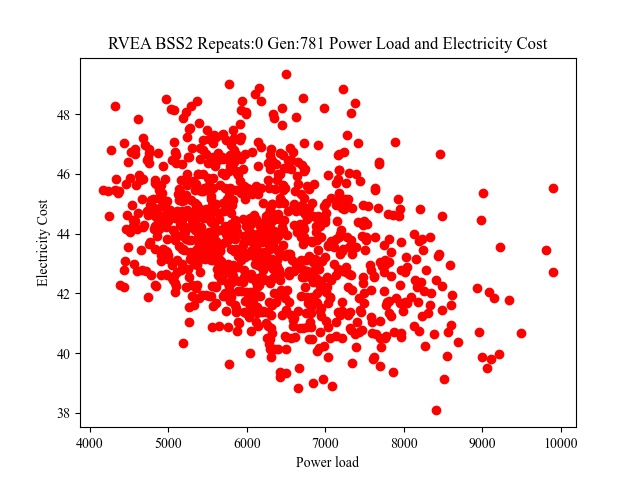 RVEA BSS2 Repeats:0 Gen:781 Power Load and Electricity Cost
Electricity Cost
48
46
44
42
40
38
4000 5000 6000 7000 8000 9000 10000
Power load